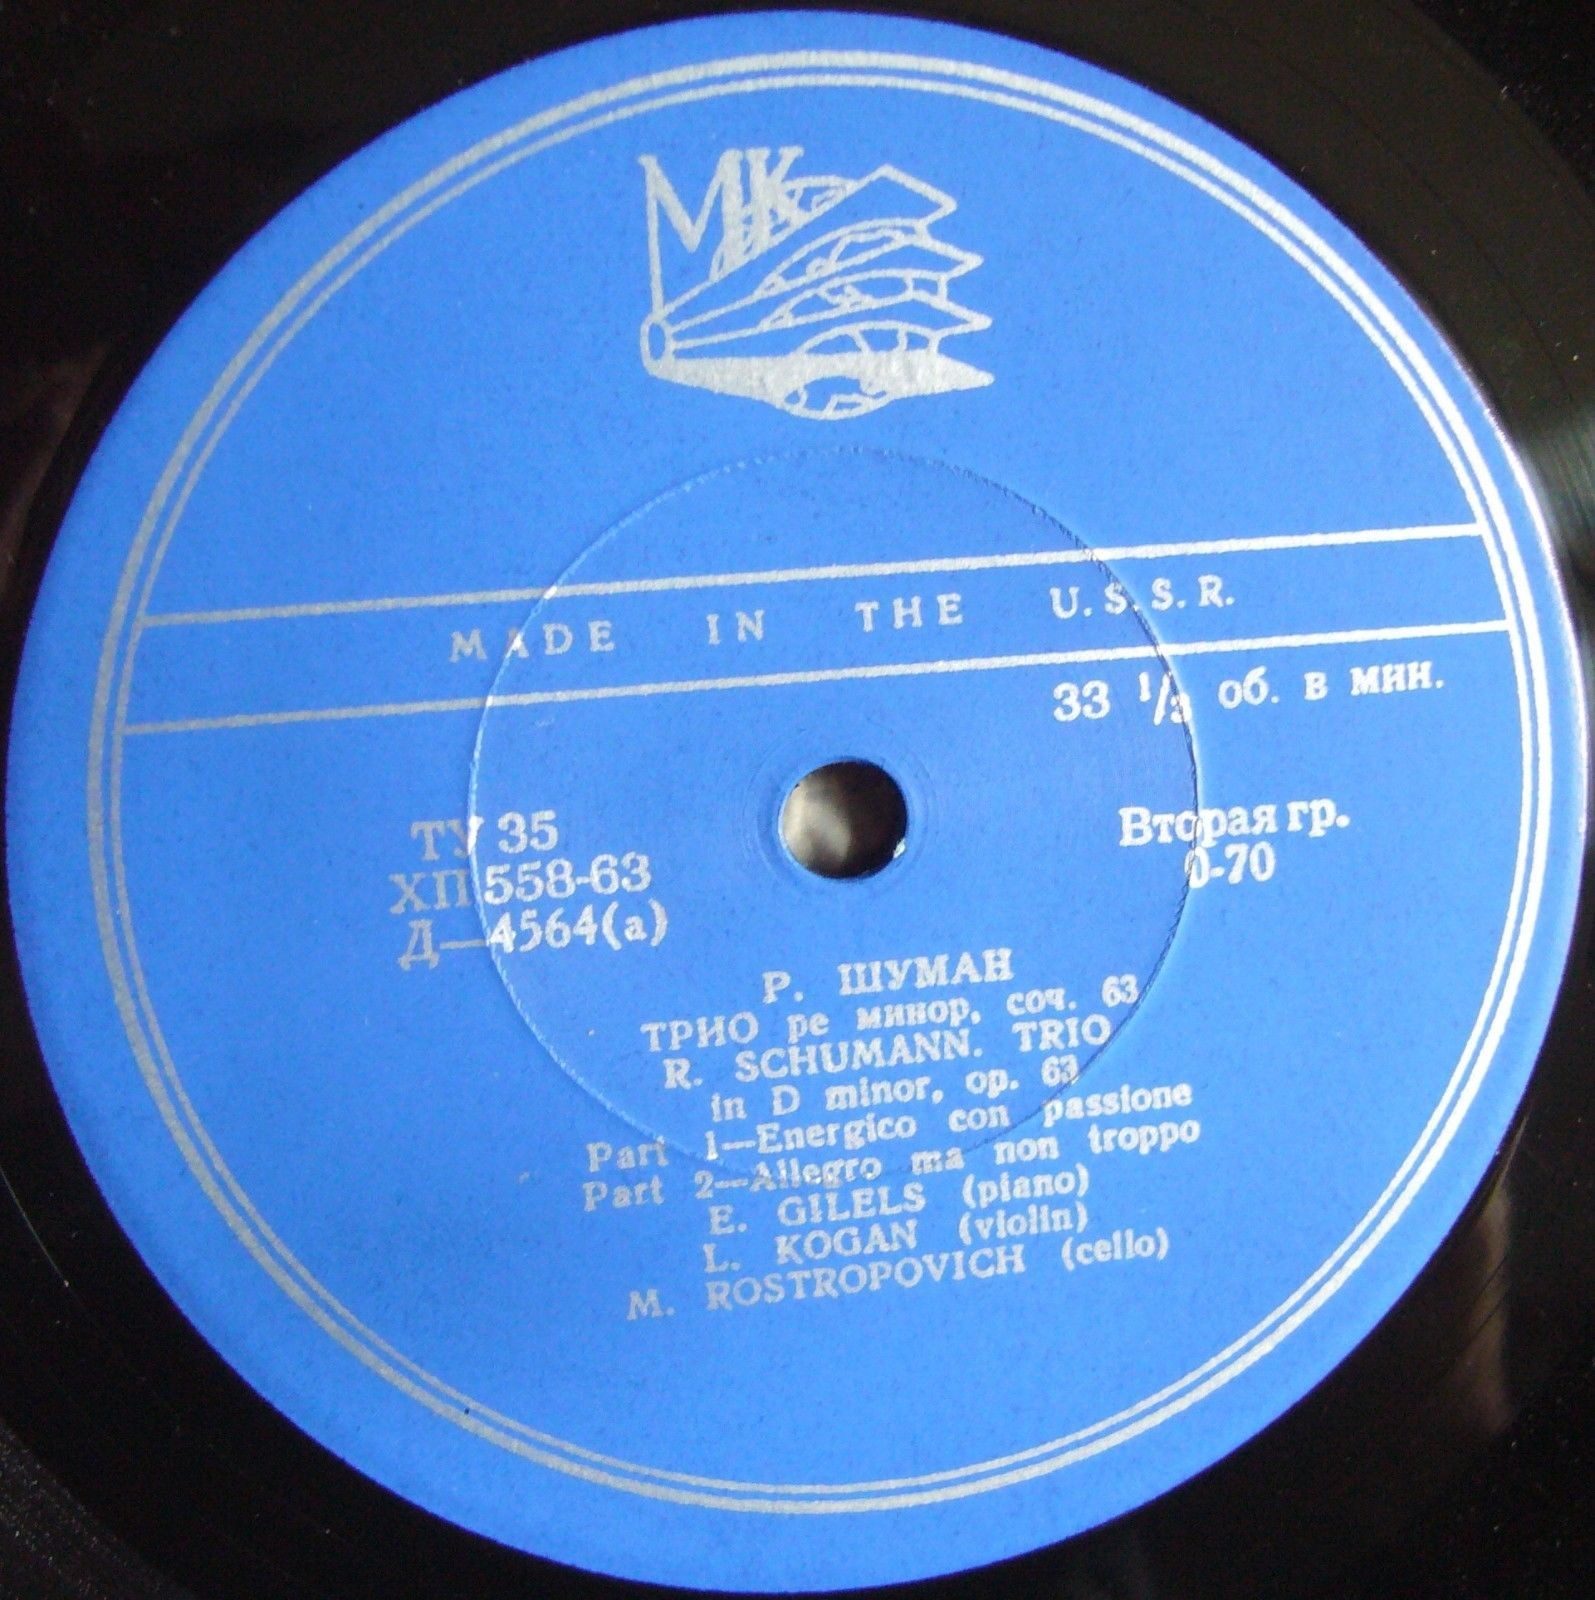 МК
MADE IN THE U.S.S.R.
33 1/3 об. в мин.
ТУ 35
ХП 558-63
Д—4564(а)
Вторая гр.
0-70
Р. ШУМАН
ТРИО ре минор, соч. 63
R. SCHUMANN. TRIO
in D minor, op. 63
Part 1—Energico con passione
Part 2—Allegro ma non troppo
E. GILELS (piano)
L. KOGAN (violin)
M. ROSTROPOVICH (cello)